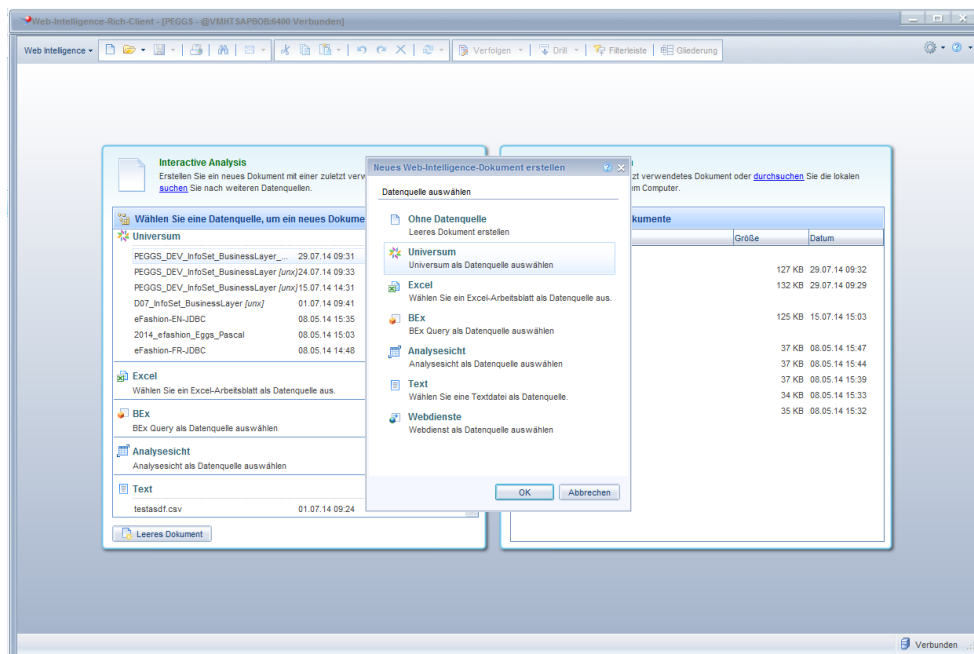 Web-Intelligence-Rich-Client - [PEGGS - @VMHTSAPBOB:6400 Verbunden]
Web Inteligence
Verfolgen
Drill
Filterleiste
Gliederung
Interactive Analysis
Erstellen Sie ein neues Dokument mit einer zuletzt verw
suchen Sie nach weiteren Datenquellen.
Wählen Sie eine Datenquelle, um ein neues Dokume
Universum
PEGGS_DEV_InfoSet_BusinessLayer_... 29.07.14 09:31
PEGGS_DEV_InfoSet_BusinessLayer [unx] 24.07.14 09:33
PEGGS_DEV_InfoSet_BusinessLayer [unx] 15.07.14 14:31
D07_InfoSet_BusinessLayer [unx] 01.07.14 09:41
eFashion-EN-JDBC 08.05.14 15:35
2014_efashion_Eggs_Pascal 08.05.14 15:03
eFashion-FR-JDBC 08.05.14 14:48
Excel
Wählen Sie ein Excel-Arbeitsblatt als Datenquelle aus.
BEx
BEx Query als Datenquelle auswählen
Analysesicht
Analysesicht als Datenquelle auswählen
Text
testasdf.csv 01.07.14 09:24
Leeres Dokument
Neues Web-Intelligence-Dokument erstellen
Datenquelle auswählen
Ohne Datenquelle
Leeres Dokument erstellen
Universum
Universum als Datenquelle auswählen
Excel
Wählen Sie ein Excel-Arbeitsblatt als Datenquelle aus.
BEx
BEx Query als Datenquelle auswählen
Analysesicht
Analysesicht als Datenquelle auswählen
Text
Wählen Sie eine Textdatei als Datenquelle.
Webdienste
Webdienst als Datenquelle auswählen
OK
Abbrechen
zt verwendetes Dokument oder durchsuchen Sie die lokalen
m Computer.
kumente
Größe Datum
127 KB 29.07.14 09:32
132 KB 29.07.14 09:29
125 KB 15.07.14 15:03
37 KB 08.05.14 15:47
37 KB 08.05.14 15:44
37 KB 08.05.14 15:39
34 KB 08.05.14 15:33
35 KB 08.05.14 15:32
Verbunden